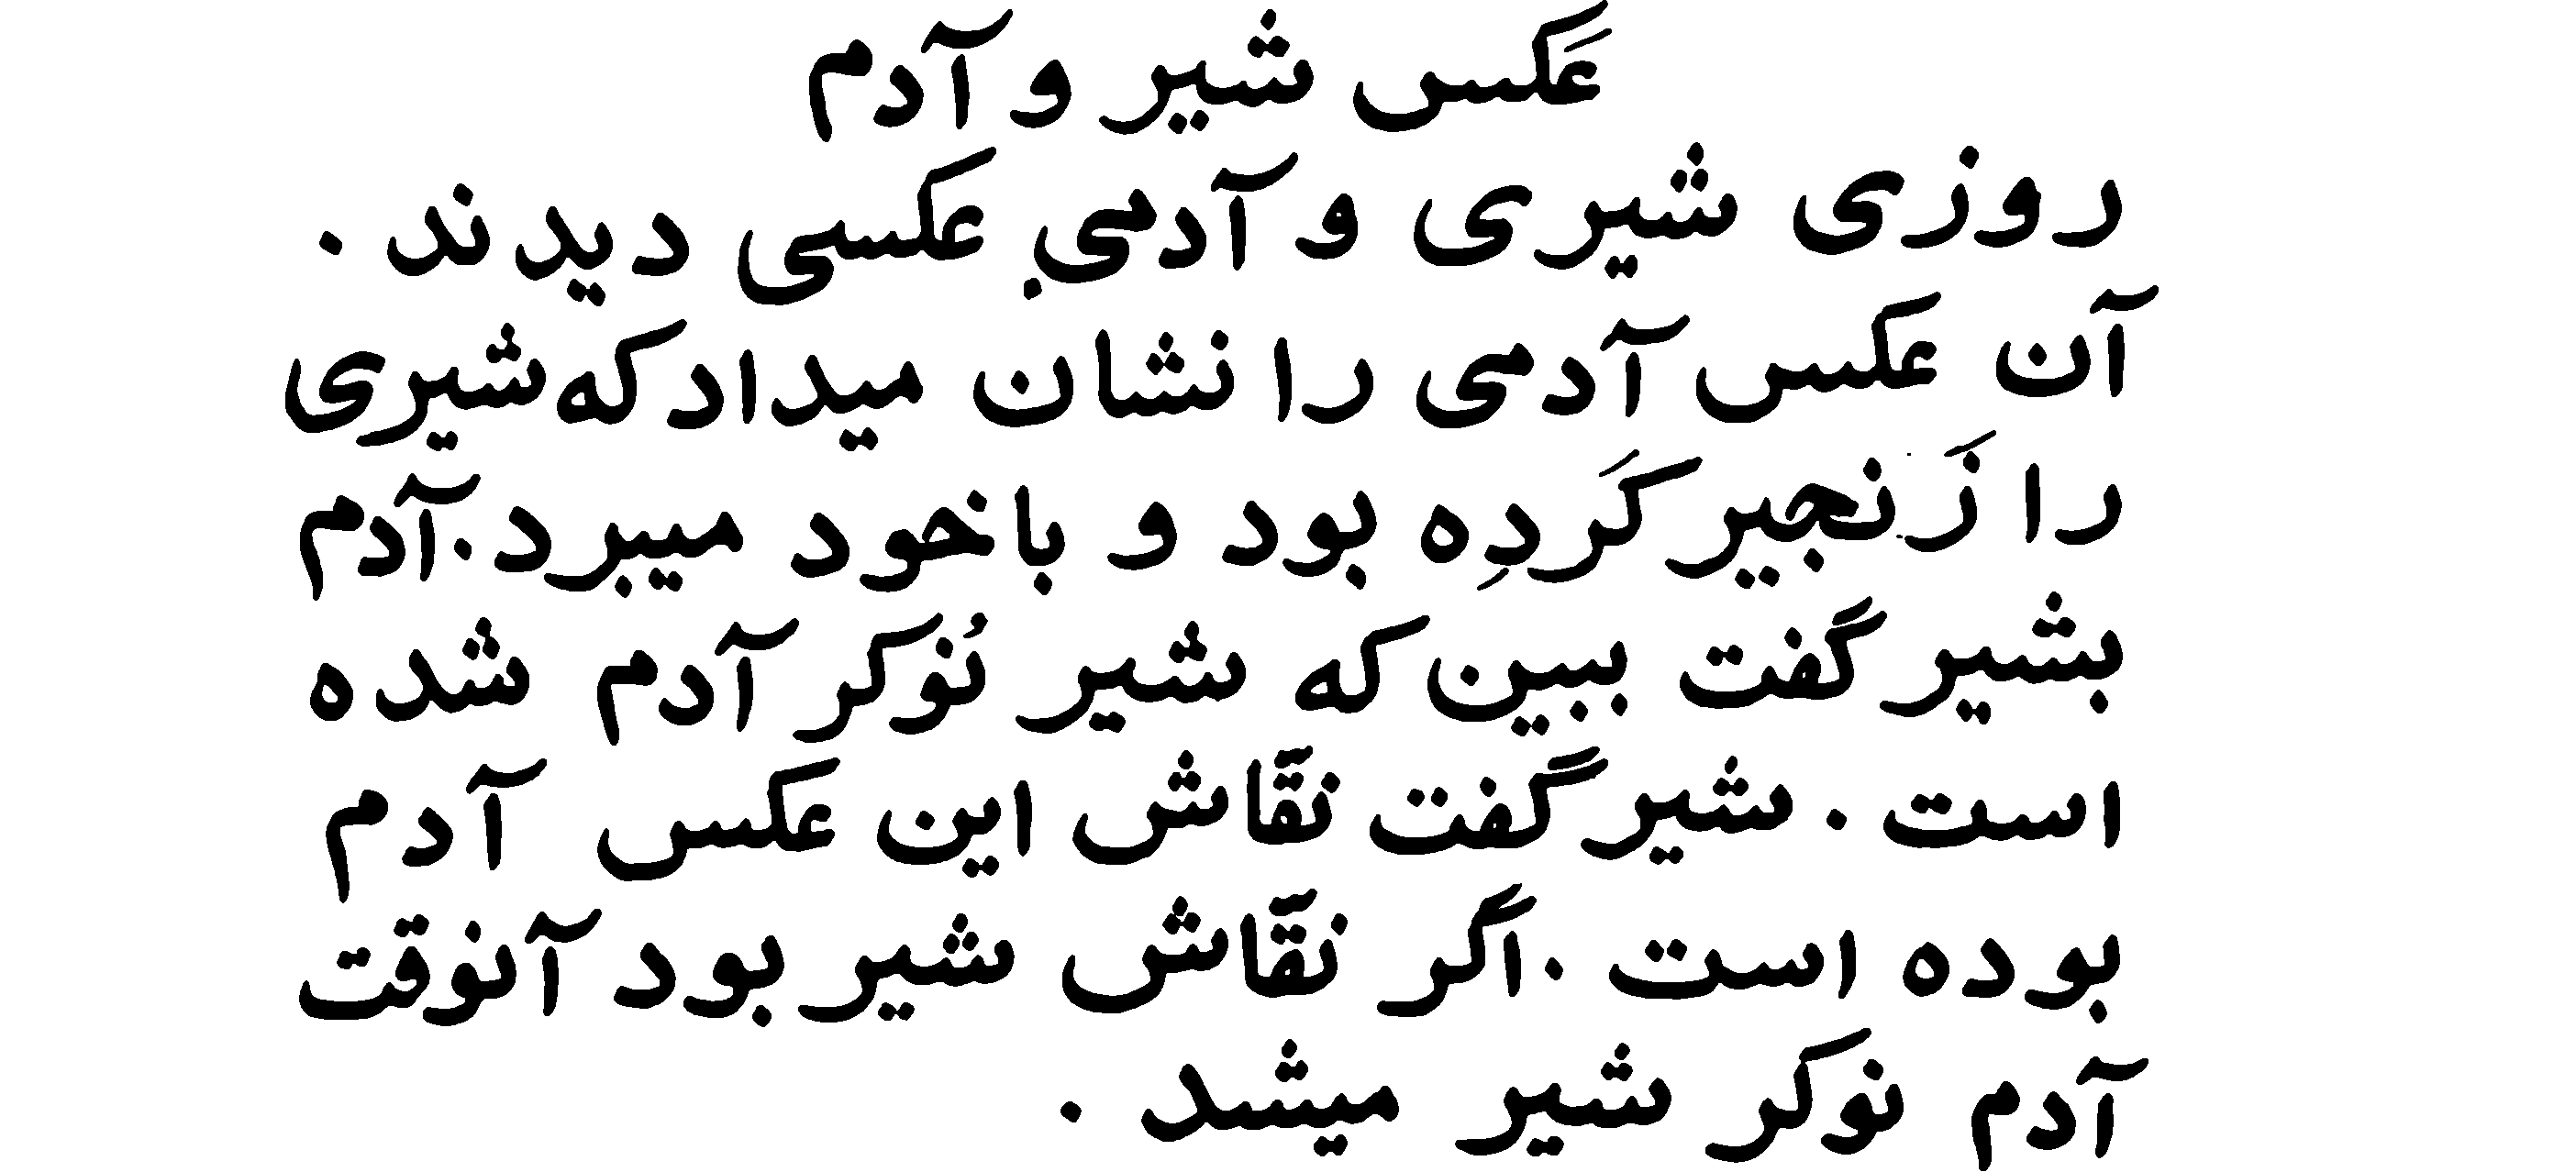 عَکس شیر و آدم
روزی شیری و آدمی عکسی دیدند .
آن عکس آدمی را نشان میداد که شیری
را زَنجیر کَردِه بود و با خود میبرد . آدم
بشیر گفت ببین که شیر نُوکر آدم شده
است . شیر گفت نقّاش این عکس آدم
بوده است . اگر نقّاش شیر بود آنوقت
آدم نوکر شیر میشد .